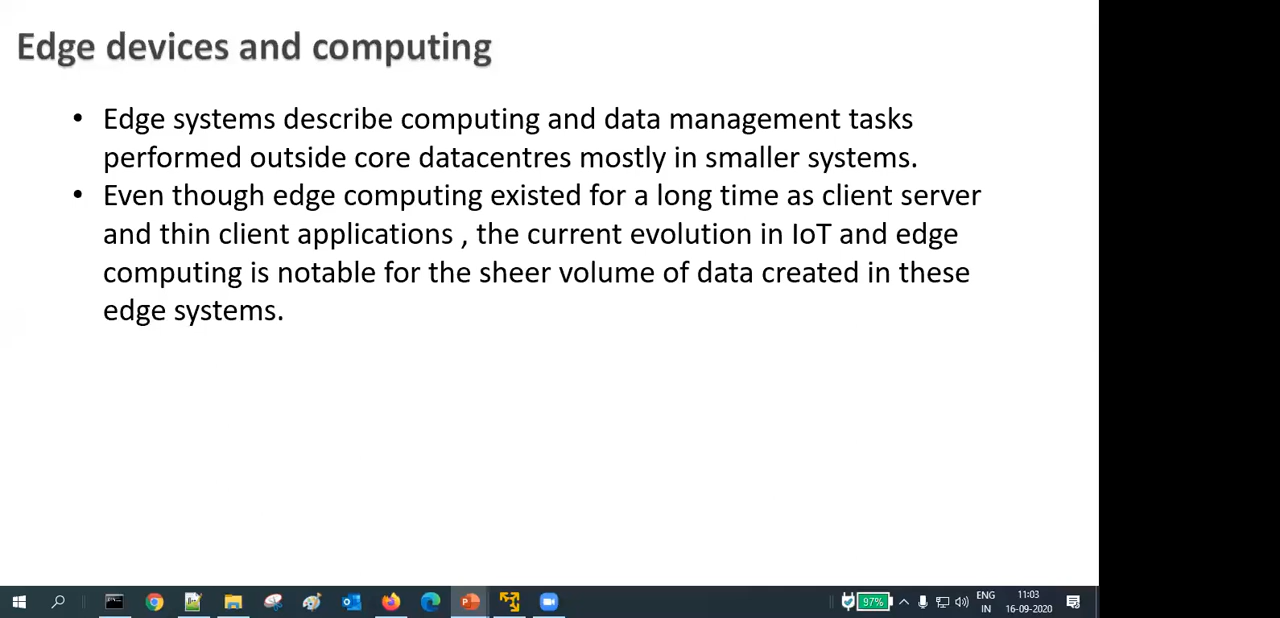 Edge devices and computing
• Edge systems describe computing and data management tasks
performed outside core datacentres mostly in smaller systems.
• Even though edge computing existed for a long time as client server
and thin client applications , the current evolution in IoT and edge
computing is notable for the sheer volume of data created in these
edge systems.
97%
ENG
IN
11:03
16-09-2020